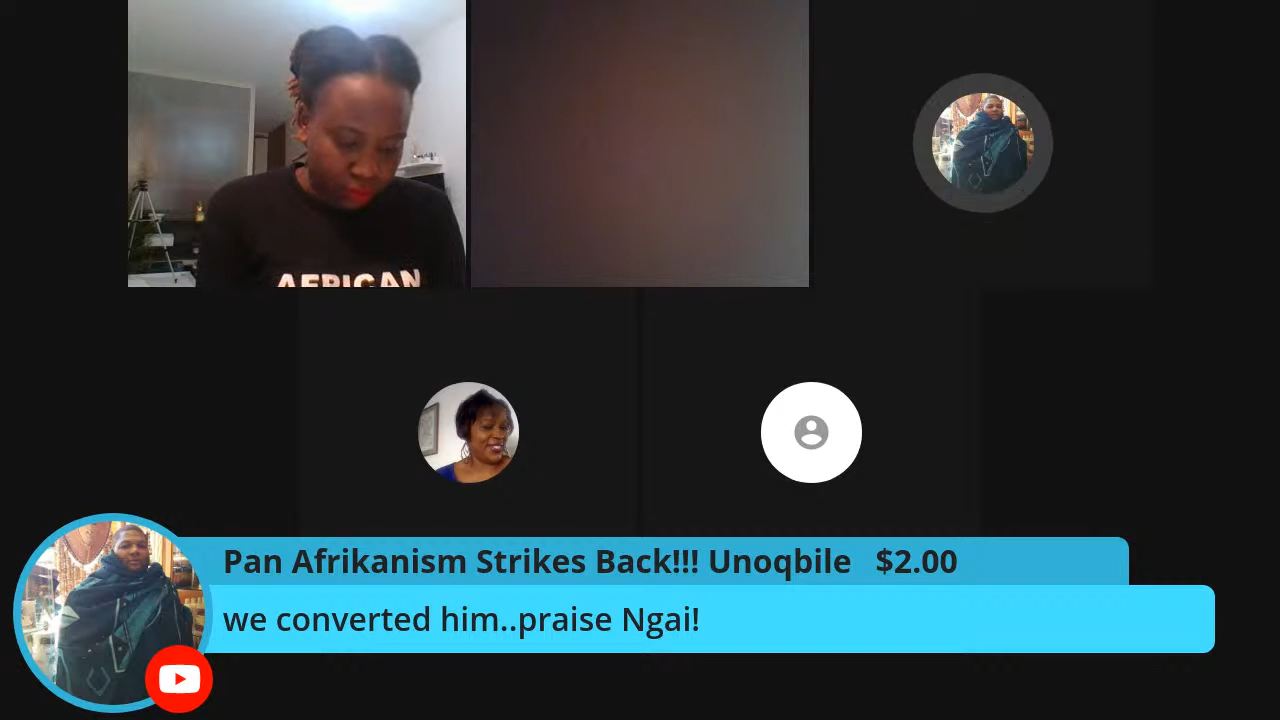 AFRICAN
Pan Afrikanism Strikes Back!!! Unoqbile $2.00
we converted him..praise Ngai!